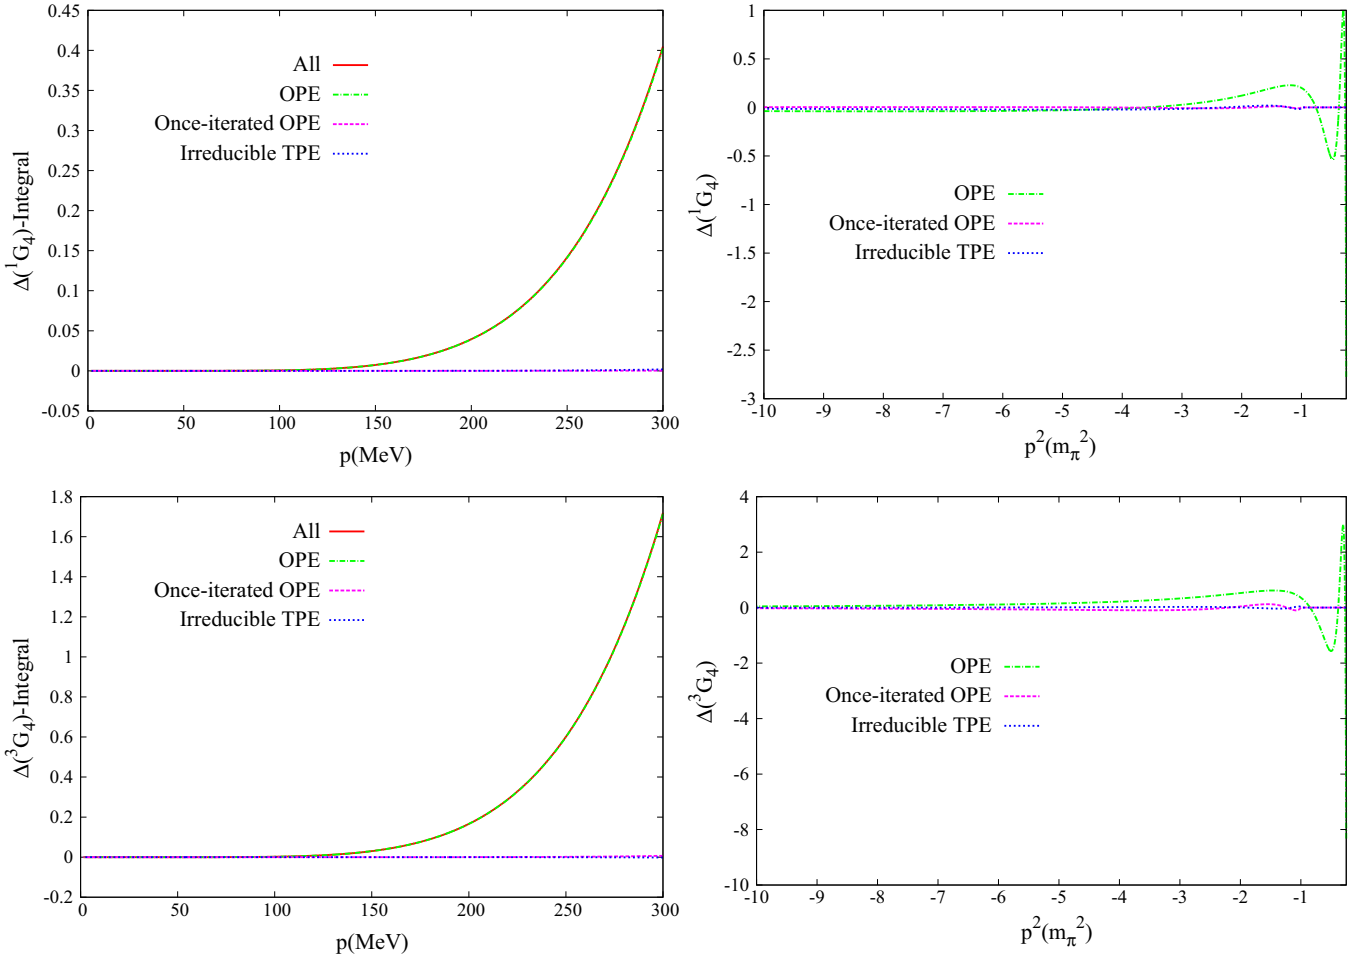 0.45
0.4
0.35
0.3
0.25
0.2
0.15
0.1
0.05
0
-0.05
Δ(¹G₄)-Integral
All
OPE
Once-iterated OPE
Irreducible TPE
0 50 100 150 200 250 300
p(MeV)
1
0.5
0
-0.5
-1
-1.5
-2
-2.5
-3
Δ(¹G₄)
OPE
Once-iterated OPE
Irreducible TPE
-10 -9 -8 -7 -6 -5 -4 -3 -2 -1
p²(m_π²)
1.8
1.6
1.4
1.2
1
0.8
0.6
0.4
0.2
0
-0.2
Δ(³G₄)-Integral
All
OPE
Once-iterated OPE
Irreducible TPE
0 50 100 150 200 250 300
p(MeV)
4
2
0
-2
-4
-6
-8
-10
Δ(³G₄)
OPE
Once-iterated OPE
Irreducible TPE
-10 -9 -8 -7 -6 -5 -4 -3 -2 -1
p²(m_π²)